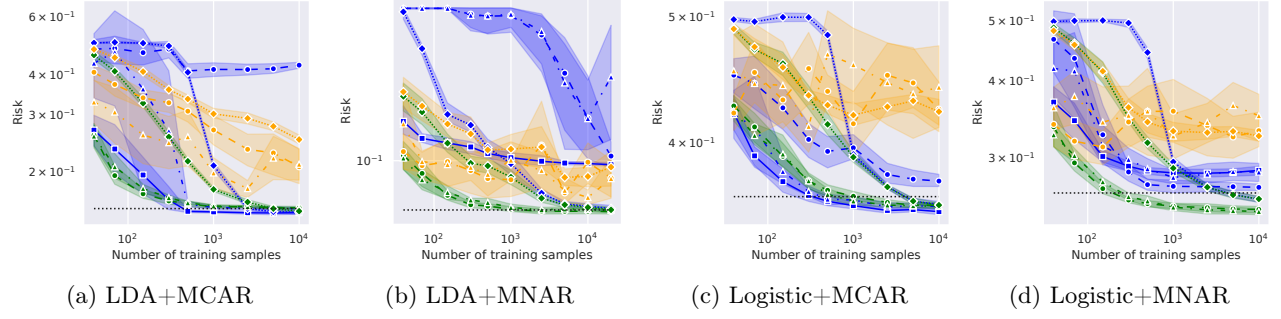 6 × 10⁻¹
4 × 10⁻¹
3 × 10⁻¹
2 × 10⁻¹
Risk
10² 10³ 10⁴
Number of training samples
(a) LDA+MCAR
10⁻¹
Risk
10² 10³ 10⁴
Number of training samples
(b) LDA+MNAR
5 × 10⁻¹
4 × 10⁻¹
Risk
10² 10³ 10⁴
Number of training samples
(c) Logistic+MCAR
5 × 10⁻¹
4 × 10⁻¹
3 × 10⁻¹
Risk
10² 10³ 10⁴
Number of training samples
(d) Logistic+MNAR